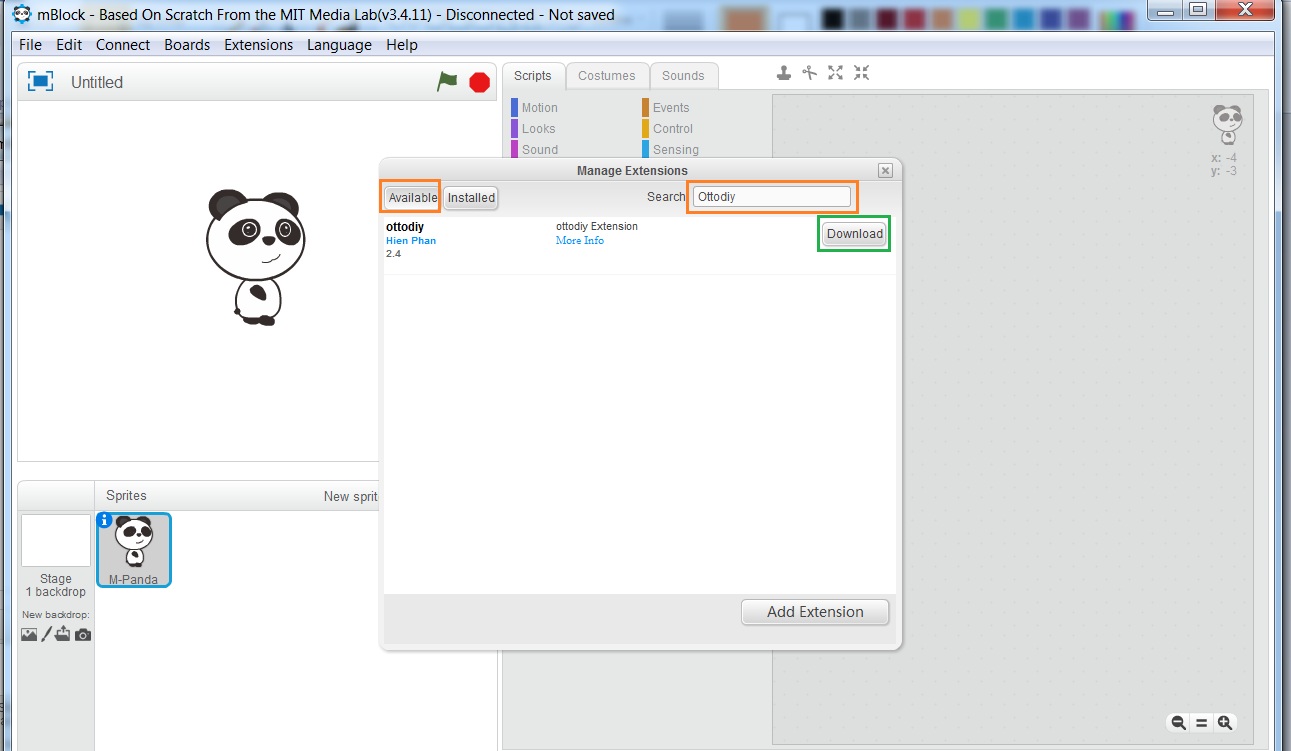 mBlock - Based On Scratch From the MIT Media Lab(v3.4.11) - Disconnected - Not saved
File Edit Connect Boards Extensions Language Help
Untitled
Scripts Costumes Sounds
Motion Events
Looks Control
Sound Sensing
x: -4
y: -3
Manage Extensions
Available Installed Search Ottodiy
ottodiy ottodiy Extension Download
Hien Phan More Info
2.4
Add Extension
Sprites New sprit
M-Panda
Stage
1 backdrop
New backdrop: